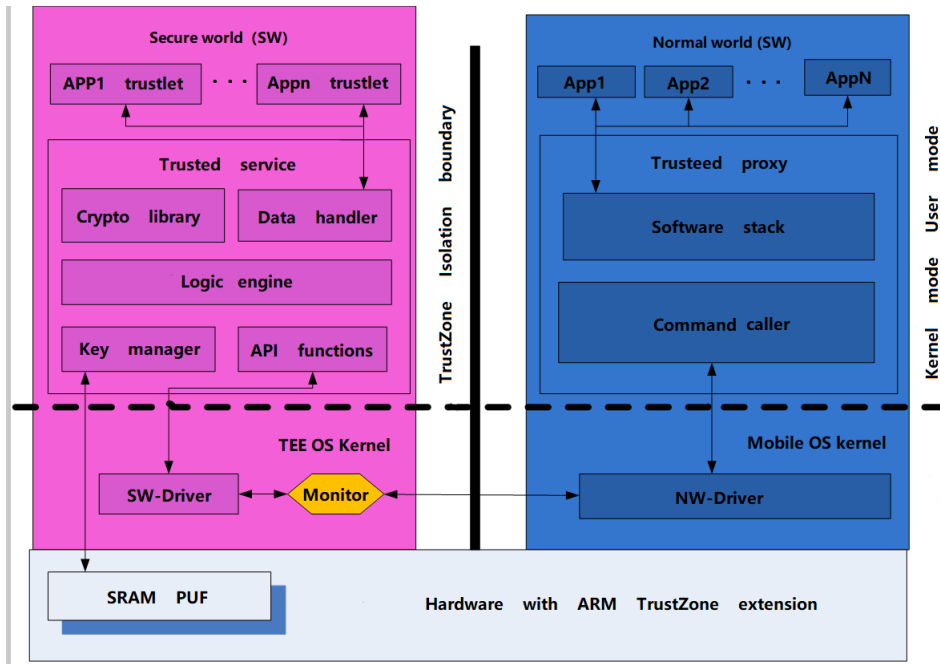 Secure world (SW)
APP1 trustlet
· · ·
Appn trustlet
Trusted service
Crypto library
Data handler
Logic engine
Key manager
API functions
TEE OS Kernel
SW-Driver
Monitor
TrustZone Isolation boundary
Normal world (SW)
App1
App2
· · ·
AppN
Trusteed proxy
Software stack
Command caller
Mobile OS kernel
NW-Driver
Kernel mode User mode
SRAM PUF
Hardware with ARM TrustZone extension